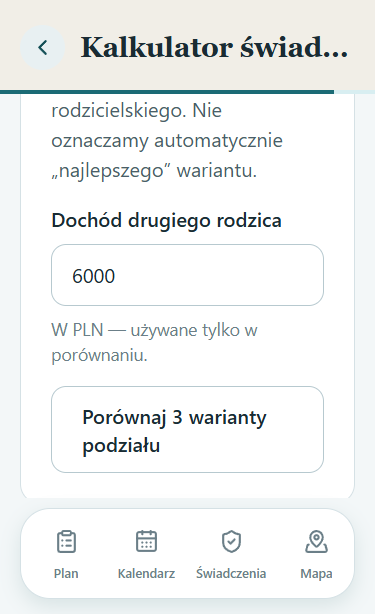 Kalkulator świad...
rodzicielskiego. Nie
oznaczamy automatycznie
„najlepszego” wariantu.
Dochód drugiego rodzica
6000
W PLN — używane tylko w
porównaniu.
Porównaj 3 warianty
podziału
Plan
Kalendarz
Świadczenia
Mapa